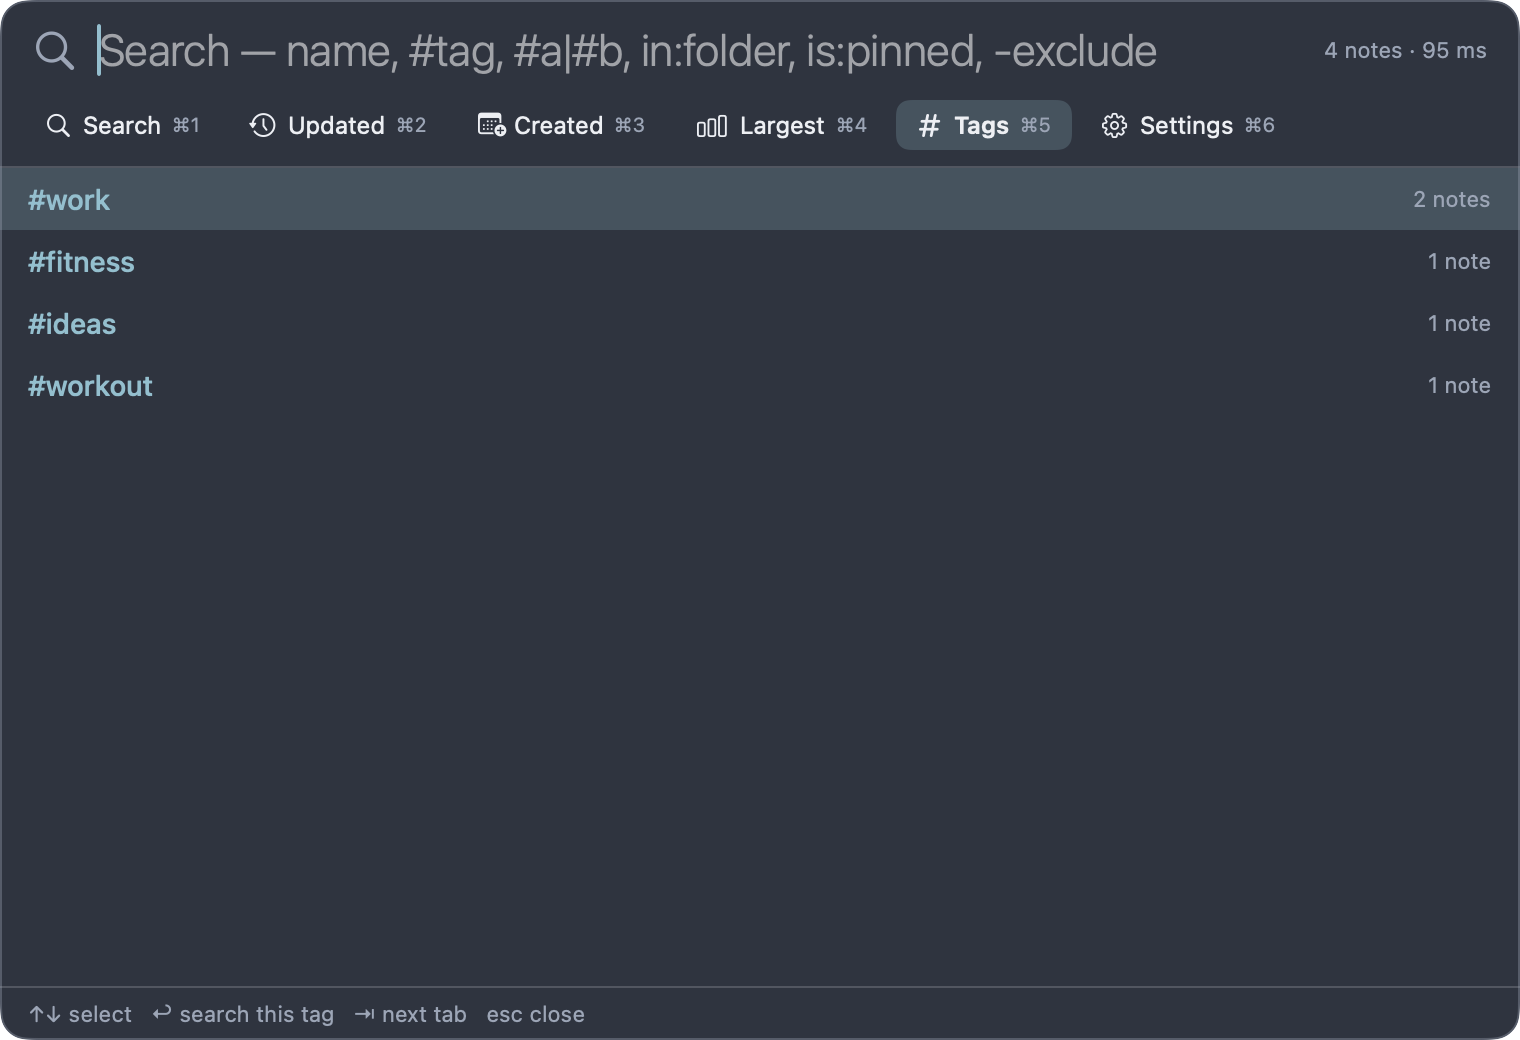 Search — name, #tag, #a|#b, in:folder, is:pinned, -exclude 4 notes · 95 ms
Search ⌘1 Updated ⌘2 Created ⌘3 Largest ⌘4 # Tags ⌘5 Settings ⌘6
#work 2 notes
#fitness 1 note
#ideas 1 note
#workout 1 note
↑↓ select ↩ search this tag ⇥ next tab esc close